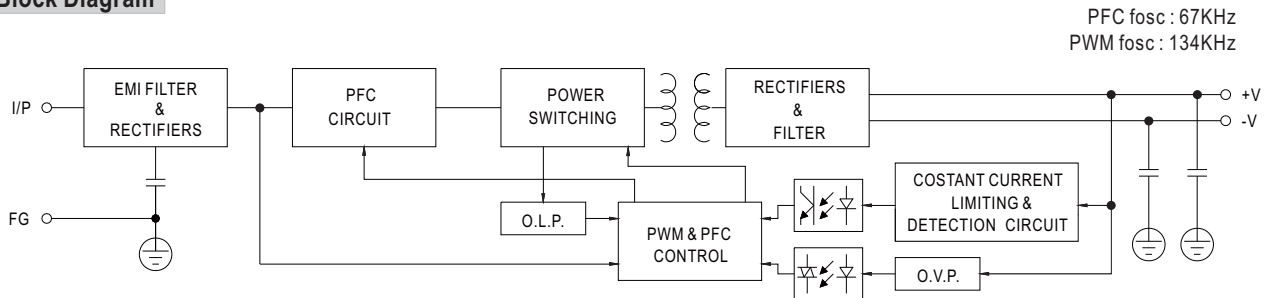 Block Diagram
PFC fosc : 67KHz
PWM fosc : 134KHz
I/P
EMI FILTER
&
RECTIFIERS
PFC
CIRCUIT
POWER
SWITCHING
RECTIFIERS
&
FILTER
+V
-V
FG
O.L.P.
PWM & PFC
CONTROL
COSTANT CURRENT
LIMITING &
DETECTION CIRCUIT
O.V.P.